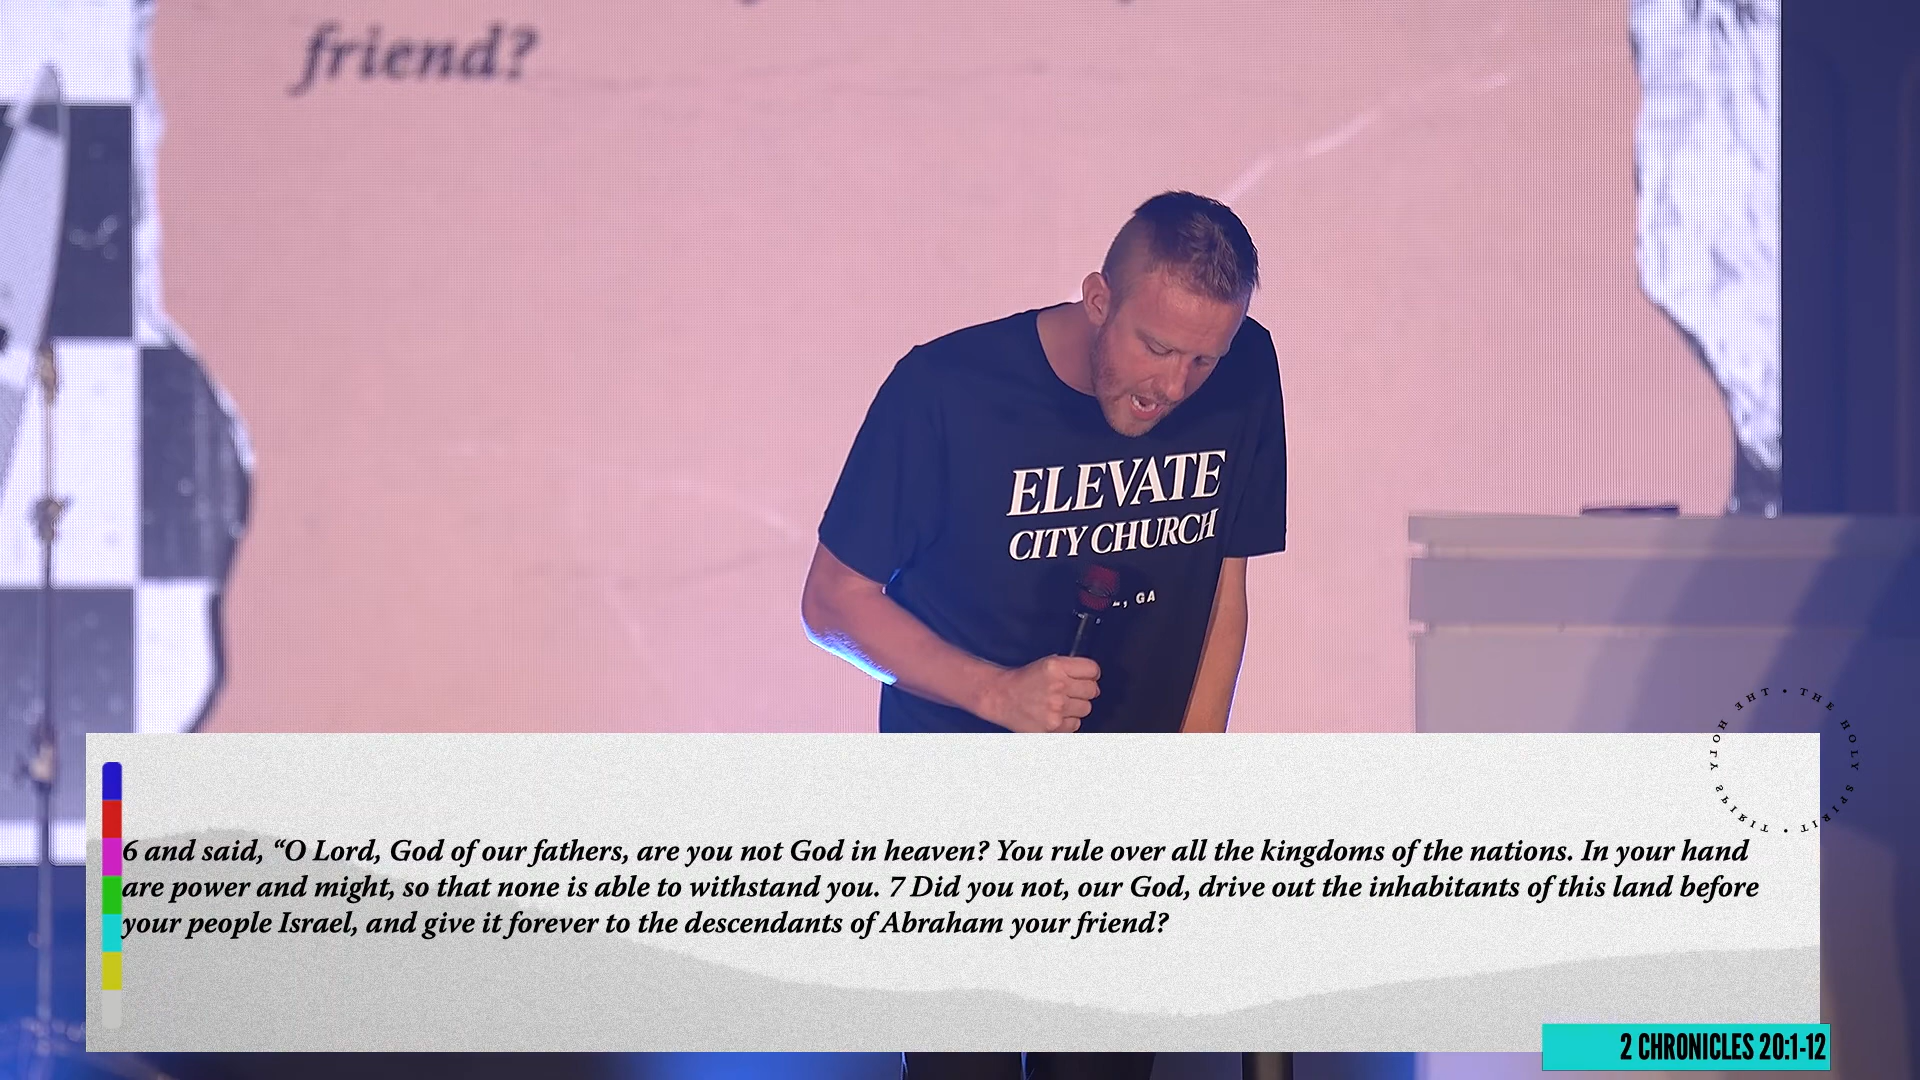 friend?
ELEVATE
CITY CHURCH
, GA
THE HOLY SPIRIT • THE HOLY SPIRIT •
6 and said, “O Lord, God of our fathers, are you not God in heaven? You rule over all the kingdoms of the nations. In your hand
are power and might, so that none is able to withstand you. 7 Did you not, our God, drive out the inhabitants of this land before
your people Israel, and give it forever to the descendants of Abraham your friend?
2 CHRONICLES 20:1-12